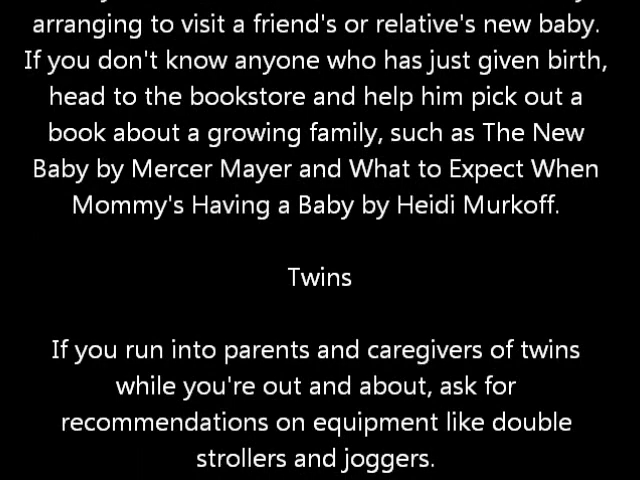 arranging to visit a friend's or relative's new baby.
If you don't know anyone who has just given birth,
head to the bookstore and help him pick out a
book about a growing family, such as The New
Baby by Mercer Mayer and What to Expect When
Mommy's Having a Baby by Heidi Murkoff.
Twins
If you run into parents and caregivers of twins
while you're out and about, ask for
recommendations on equipment like double
strollers and joggers.